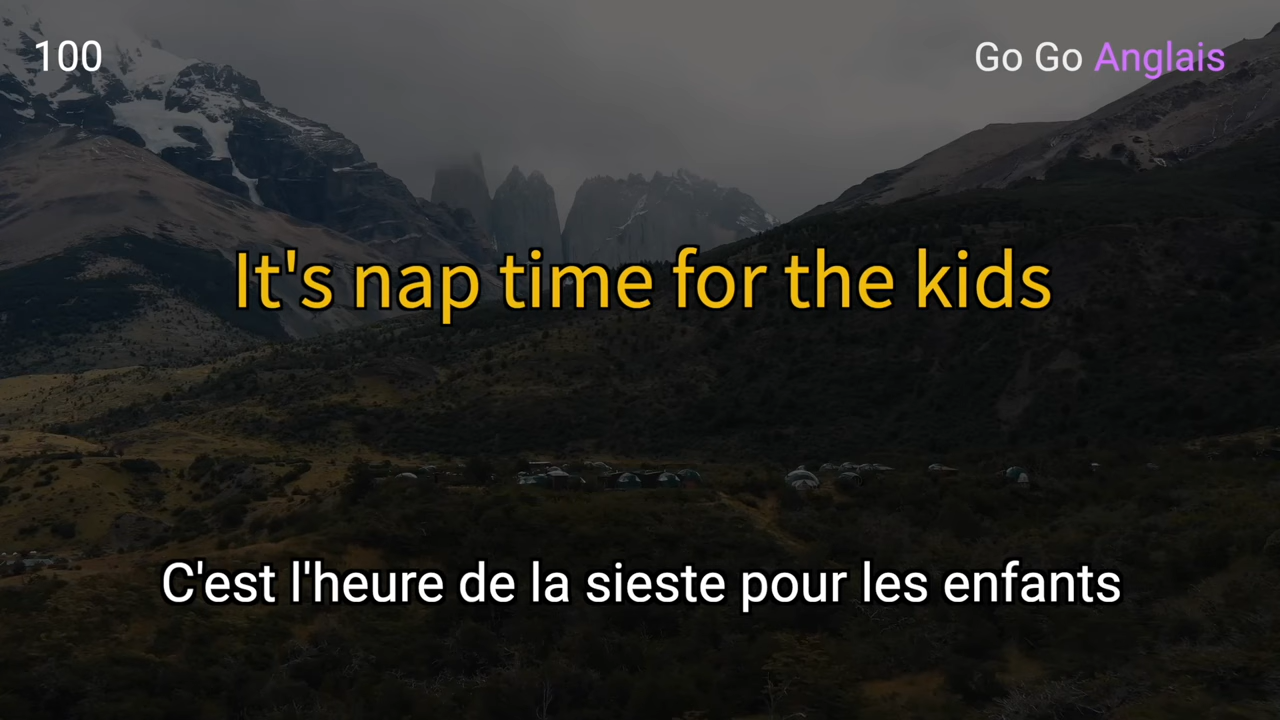 100
Go Go Anglais
It's nap time for the kids
C'est l'heure de la sieste pour les enfants